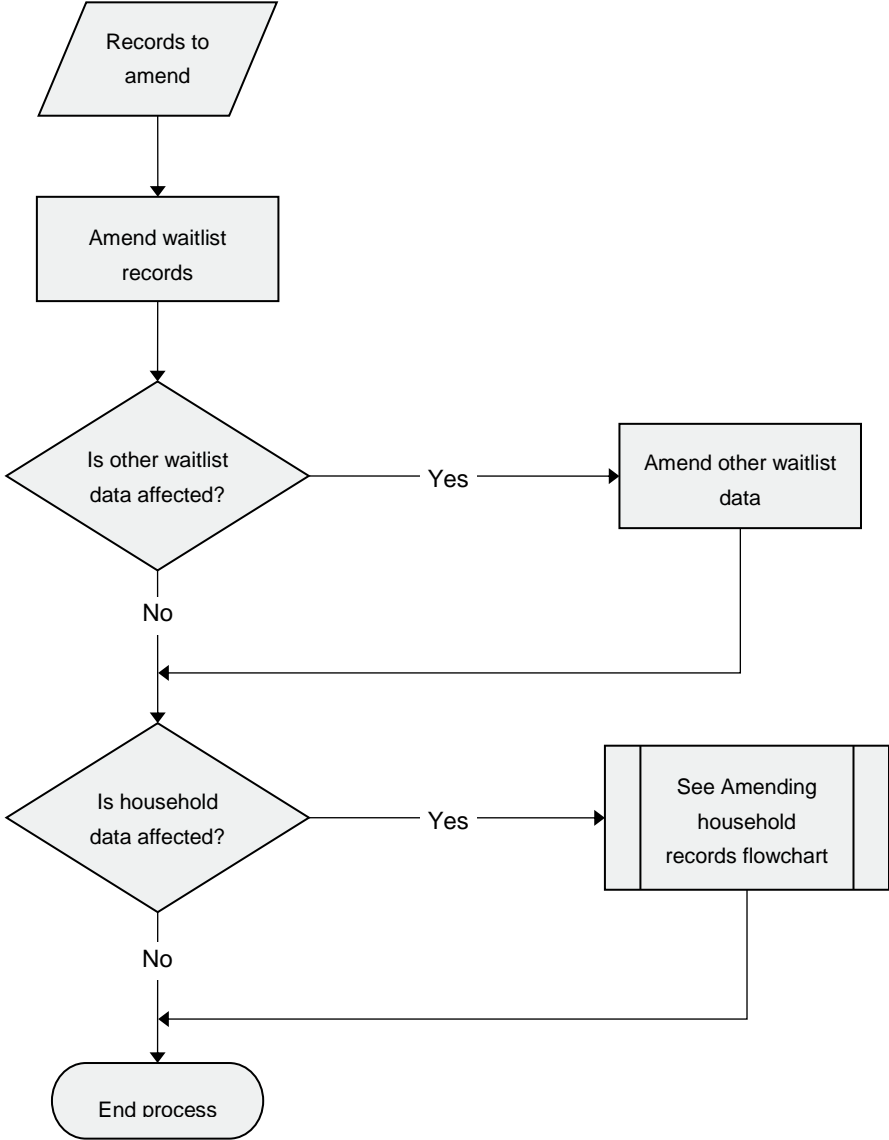 Records to
amend
Amend waitlist
records
Is other waitlist
data affected?
Yes
Amend other waitlist
data
No
Is household
data affected?
Yes
See Amending
household
records flowchart
No
End process